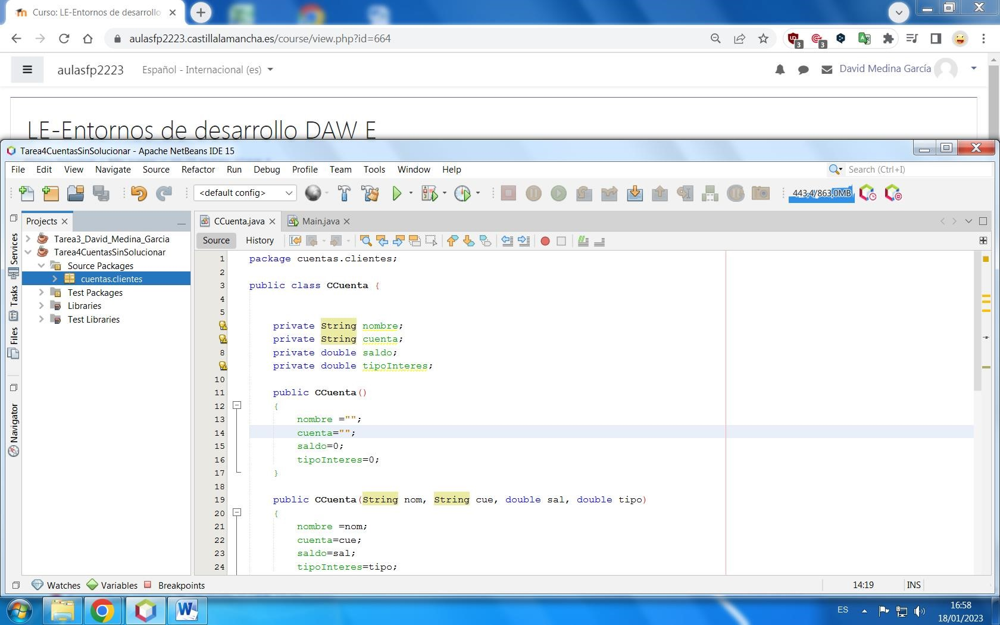 Curso: LE-Entornos de desarrollo
aulasfp2223.castillalamancha.es/course/view.php?id=664
3
3
aulasfp2223
Español - Internacional (es)
David Medina García
LE-Entornos de desarrollo DAW E
Tarea4CuentasSinSolucionar - Apache NetBeans IDE 15
File Edit View Navigate Source Refactor Run Debug Profile Team Tools Window Help
Search (Ctrl+I)
<default config>
443,4/863,0MB
Projects
CCuenta.java
Main.java
Source
History
Services
Tasks
Files
Navigator
Tarea3_David_Medina_Garcia
Tarea4CuentasSinSolucionar
Source Packages
cuentas.clientes
Test Packages
Libraries
Test Libraries
1 package cuentas.clientes;
2
3 public class CCuenta {
4
5
private String nombre;
private String cuenta;
8 private double saldo;
private double tipoInteres;
10
11 public CCuenta()
12 {
13 nombre ="";
14 cuenta="";
15 saldo=0;
16 tipoInteres=0;
17 }
18
19 public CCuenta(String nom, String cue, double sal, double tipo)
20 {
21 nombre =nom;
22 cuenta=cue;
23 saldo=sal;
24 tipoInteres=tipo;
Watches
Variables
Breakpoints
14:19
INS
ES
16:58
18/01/2023